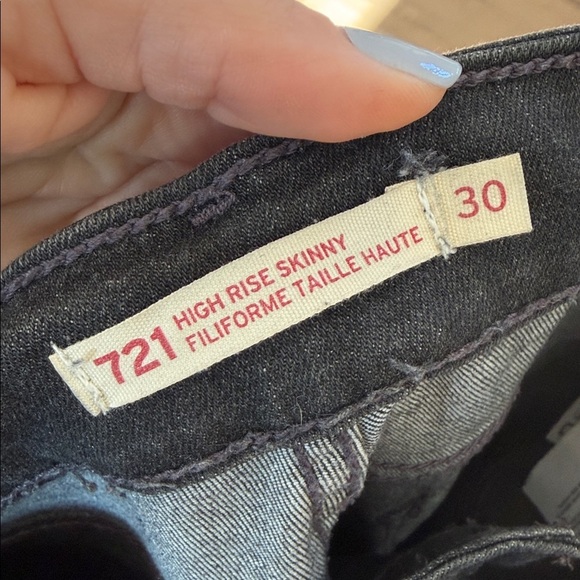 721
HIGH RISE SKINNY
FILIFORME TAILLE HAUTE
30